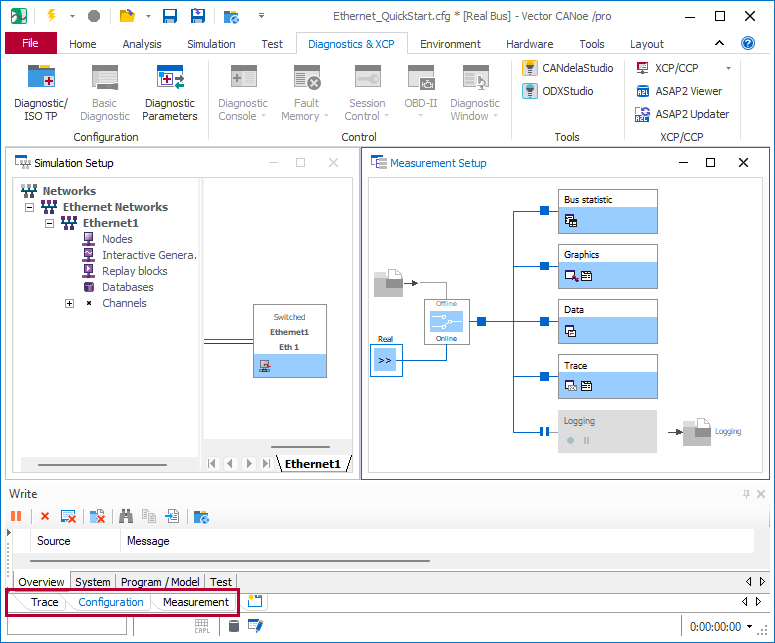 Ethernet_QuickStart.cfg * [Real Bus] - Vector CANoe /pro
File Home Analysis Simulation Test Diagnostics & XCP Environment Hardware Tools Layout
Diagnostic/ ISO TP
Basic Diagnostic
Diagnostic Parameters
Configuration
Diagnostic Console
Fault Memory
Session Control
OBD-II
Diagnostic Window
Control
CANdelaStudio
ODXStudio
Tools
XCP/CCP
ASAP2 Viewer
ASAP2 Updater
XCP/CCP
Simulation Setup
Networks
Ethernet Networks
Ethernet1
Nodes
Interactive Genera.
Replay blocks
Databases
Channels
Switched
Ethernet1
Eth 1
Ethernet1
Measurement Setup
Offline
Online
Real
>>
Bus statistic
Graphics
Data
Trace
Logging
Logging
Write
Source Message
Overview System Program / Model Test
Trace Configuration Measurement
CAPL
0:00:00:00